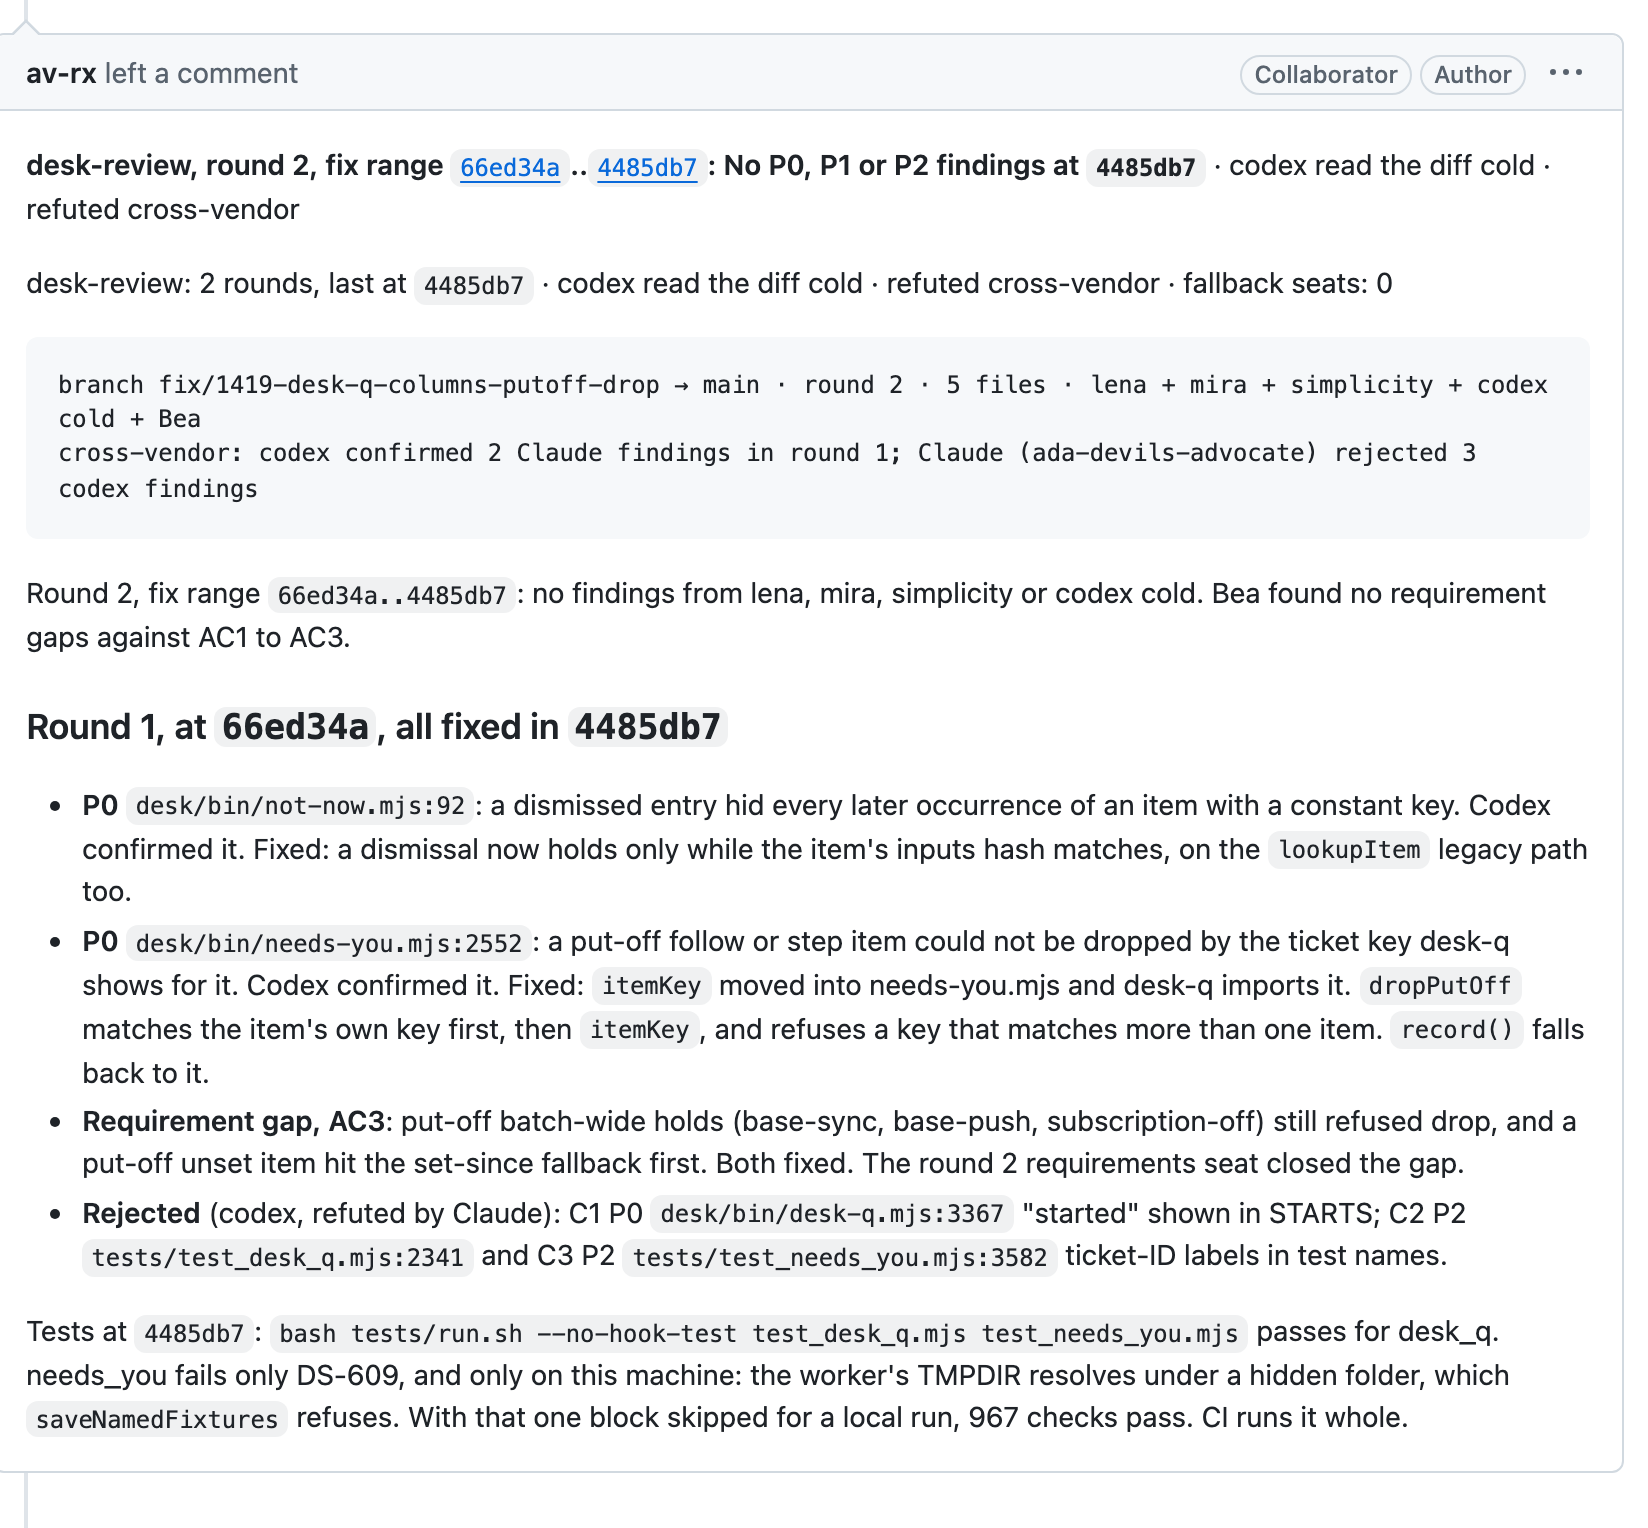 av-rx left a comment
Collaborator
Author
desk-review, round 2, fix range 66ed34a..4485db7: No P0, P1 or P2 findings at 4485db7 · codex read the diff cold ·
refuted cross-vendor
desk-review: 2 rounds, last at 4485db7 · codex read the diff cold · refuted cross-vendor · fallback seats: 0
branch fix/1419-desk-q-columns-putoff-drop → main · round 2 · 5 files · lena + mira + simplicity + codex
cold + Bea
cross-vendor: codex confirmed 2 Claude findings in round 1; Claude (ada-devils-advocate) rejected 3
codex findings
Round 2, fix range 66ed34a..4485db7: no findings from lena, mira, simplicity or codex cold. Bea found no requirement
gaps against AC1 to AC3.
Round 1, at 66ed34a, all fixed in 4485db7
• P0 desk/bin/not-now.mjs:92: a dismissed entry hid every later occurrence of an item with a constant key. Codex
confirmed it. Fixed: a dismissal now holds only while the item's inputs hash matches, on the lookupItem legacy path
too.
• P0 desk/bin/needs-you.mjs:2552: a put-off follow or step item could not be dropped by the ticket key desk-q
shows for it. Codex confirmed it. Fixed: itemKey moved into needs-you.mjs and desk-q imports it. dropPutOff
matches the item's own key first, then itemKey, and refuses a key that matches more than one item. record() falls
back to it.
• Requirement gap, AC3: put-off batch-wide holds (base-sync, base-push, subscription-off) still refused drop, and a
put-off unset item hit the set-since fallback first. Both fixed. The round 2 requirements seat closed the gap.
• Rejected (codex, refuted by Claude): C1 P0 desk/bin/desk-q.mjs:3367 "started" shown in STARTS; C2 P2
tests/test_desk_q.mjs:2341 and C3 P2 tests/test_needs_you.mjs:3582 ticket-ID labels in test names.
Tests at 4485db7: bash tests/run.sh --no-hook-test test_desk_q.mjs test_needs_you.mjs passes for desk_q.
needs_you fails only DS-609, and only on this machine: the worker's TMPDIR resolves under a hidden folder, which
saveNamedFixtures refuses. With that one block skipped for a local run, 967 checks pass. CI runs it whole.